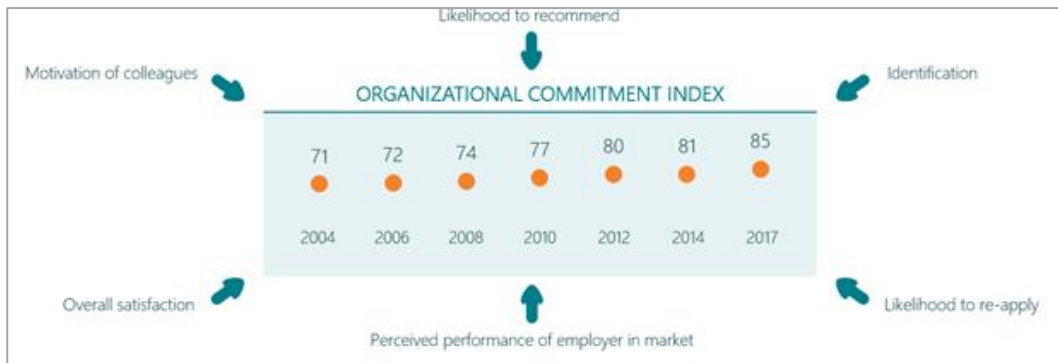 Likelihood to recommend
Motivation of colleagues
Identification
ORGANIZATIONAL COMMITMENT INDEX
71 72 74 77 80 81 85
2004 2006 2008 2010 2012 2014 2017
Overall satisfaction
Likelihood to re-apply
Perceived performance of employer in market